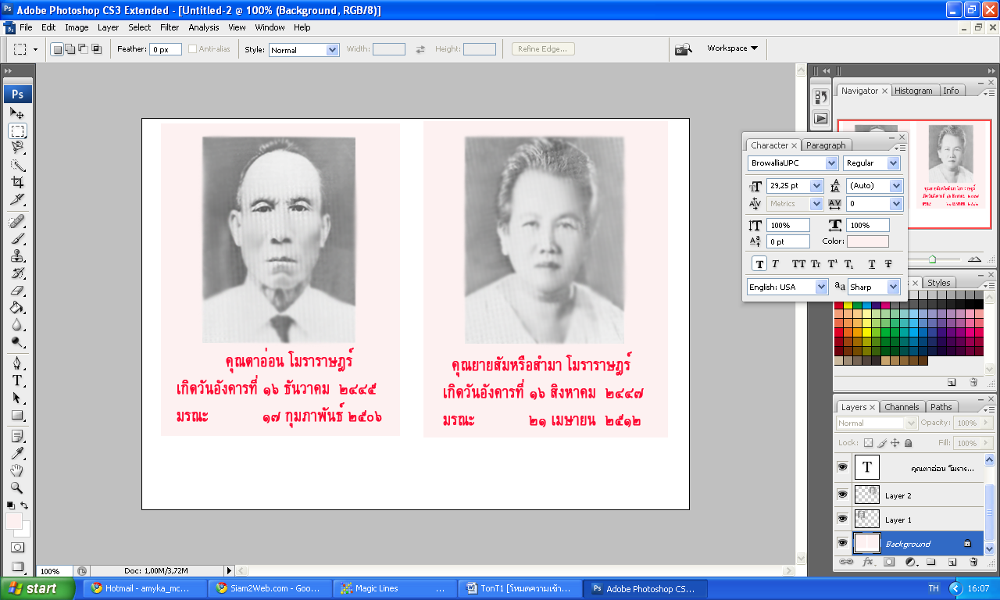 Adobe Photoshop CS3 Extended - [Untitled-2 @ 100% (Background, RGB/8)]
File Edit Image Layer Select Filter Analysis View Window Help
Feather: 0 px Anti-alias Style: Normal Width: Height: Refine Edge... Br Workspace
Ps
Navigator Histogram Info
Character Paragraph
BrowalliaUPC Regular
29,25 pt (Auto)
Metrics 0
100% 100%
0 pt Color:
T T TT Tr T¹ T₁ T T
English: USA aa Sharp
Styles
คุณตาอ่อน โมราราษฎร์
เกิดวันอังคารที่ ๑๖ ธันวาคม ๒๔๔๕
มรณะ ๑๗ กุมภาพันธ์ ๒๕๐๖
คุณยายสัมหรือสำมา โมราราษฎร์
เกิดวันอังคารที่ ๑๖ สิงหาคม ๒๔๔๗
มรณะ ๒๑ เมษายน ๒๕๑๒
Layers Channels Paths
Normal Opacity: 100%
Lock: Fill: 100%
T คุณตาอ่อน โมรา...
Layer 2
Layer 1
Background
100% Doc: 1,00M/3,72M
start Hotmail - amyka_mc... Siam2Web.com - Goo... Magic Lines ... TonT1 [โหมดความเข้า... Adobe Photoshop CS... TH 16:07